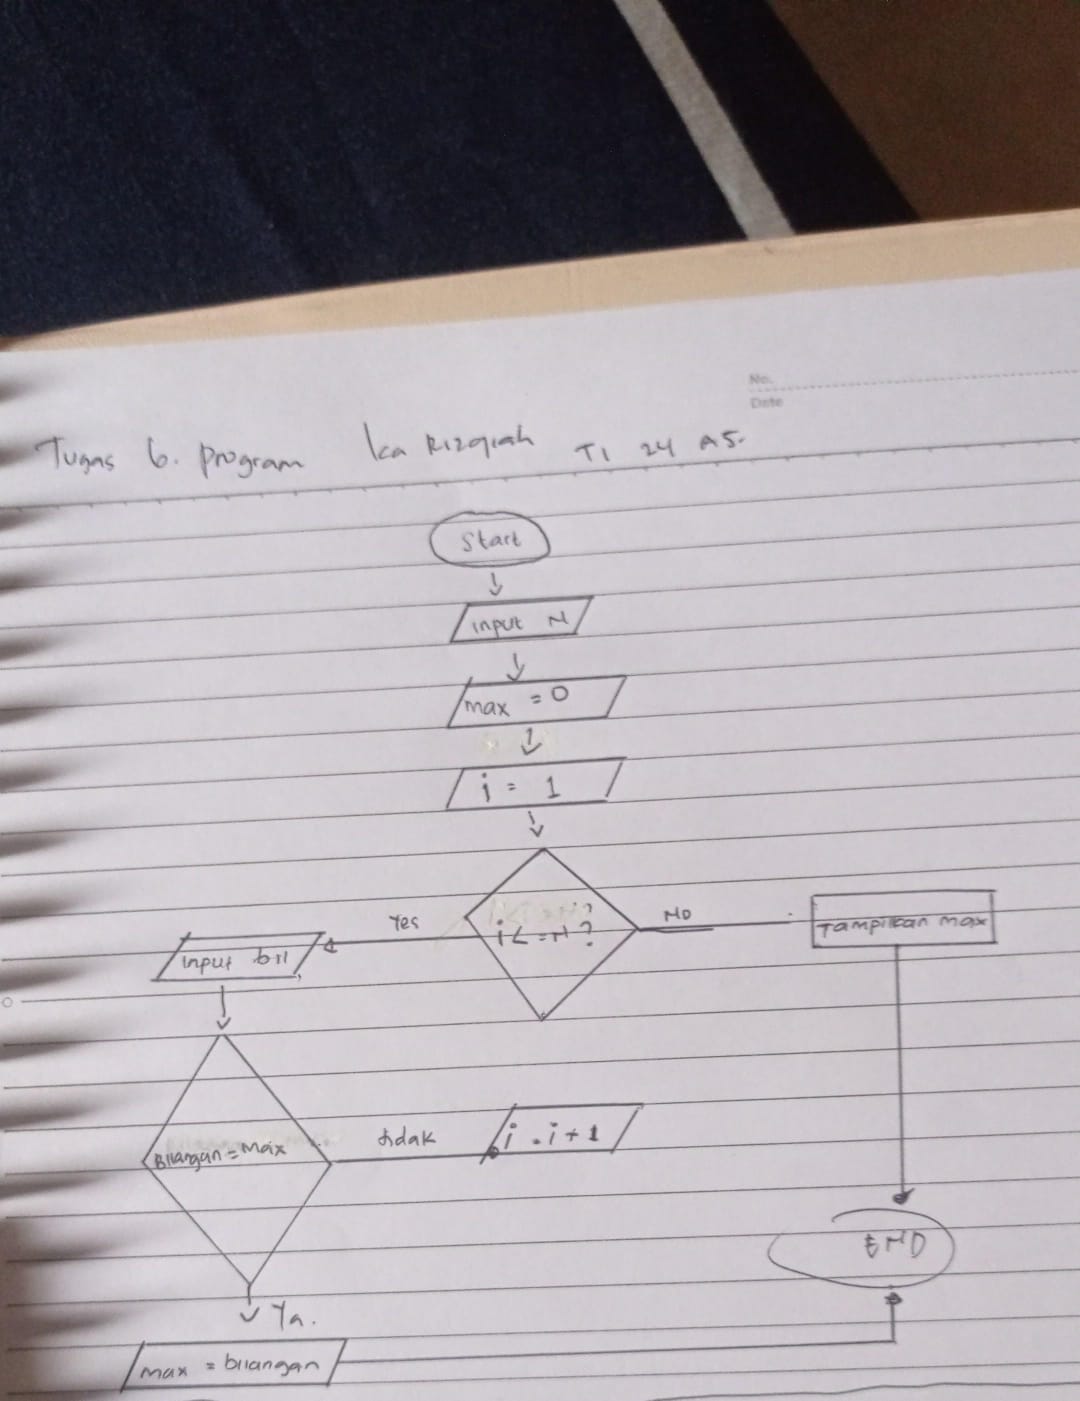 No.
Date
Tugas 6. program Ica Rizqiah TI 24 A5.
Start
input N
max = 0
i = 1
i <= N ?
Yes
NO
Tampilkan max
input bil
Bilangan = Max
tidak
i = i + 1
END
Ya.
max = bilangan